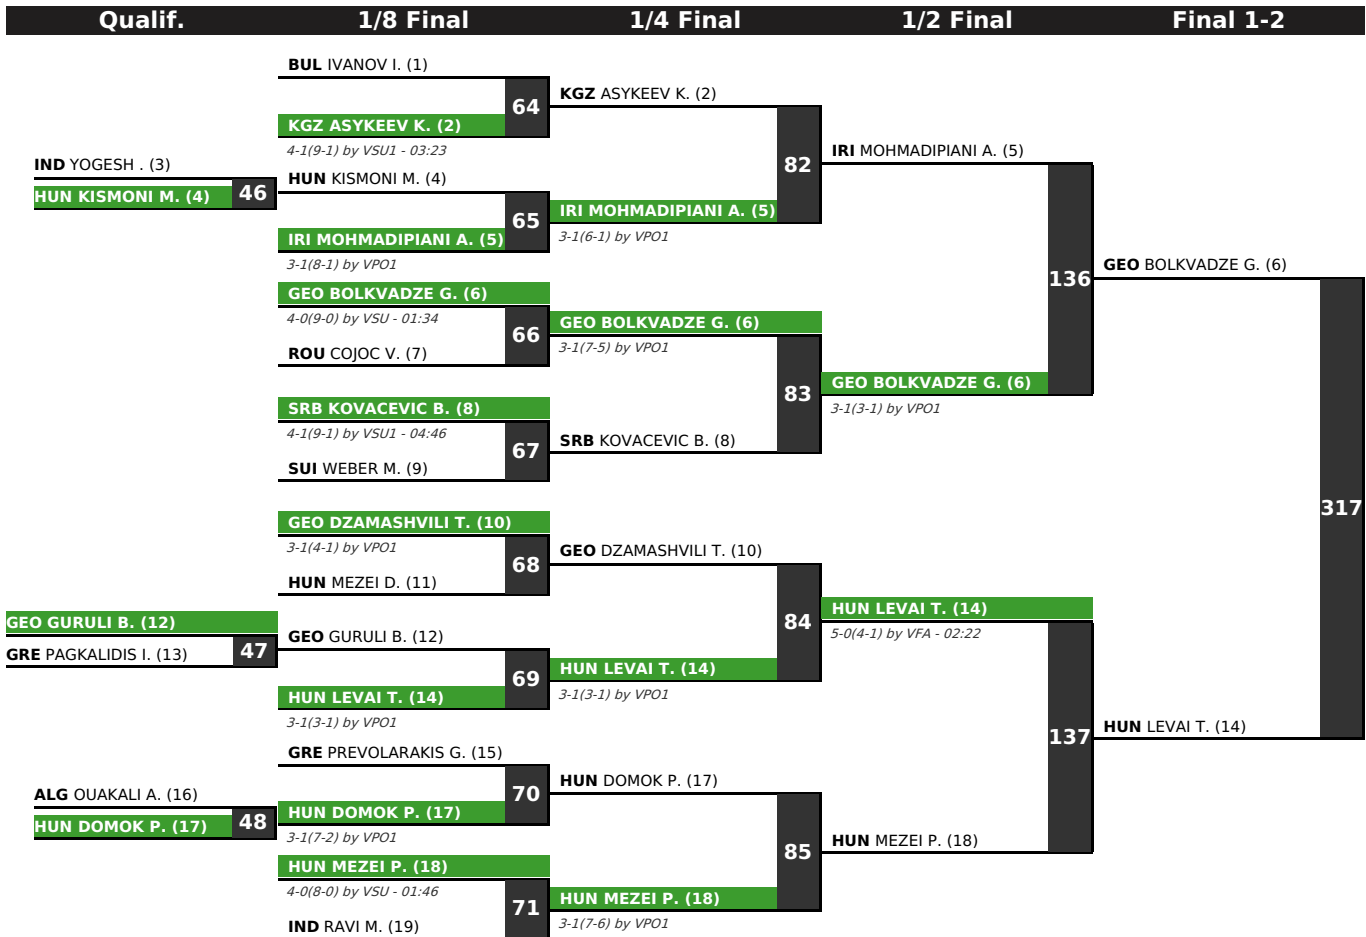 Qualif.
1/8 Final
1/4 Final
1/2 Final
Final 1-2
IND YOGESH . (3)
HUN KISMONI M. (4)
46
GEO GURULI B. (12)
GRE PAGKALIDIS I. (13)
47
ALG OUAKALI A. (16)
HUN DOMOK P. (17)
48
BUL IVANOV I. (1)
64
KGZ ASYKEEV K. (2)
4-1(9-1) by VSU1 - 03:23
HUN KISMONI M. (4)
65
IRI MOHMADIPIANI A. (5)
3-1(8-1) by VPO1
GEO BOLKVADZE G. (6)
4-0(9-0) by VSU - 01:34
66
ROU COJOC V. (7)
SRB KOVACEVIC B. (8)
4-1(9-1) by VSU1 - 04:46
67
SUI WEBER M. (9)
GEO DZAMASHVILI T. (10)
3-1(4-1) by VPO1
68
HUN MEZEI D. (11)
GEO GURULI B. (12)
69
HUN LEVAI T. (14)
3-1(3-1) by VPO1
GRE PREVOLARAKIS G. (15)
70
HUN DOMOK P. (17)
3-1(7-2) by VPO1
HUN MEZEI P. (18)
4-0(8-0) by VSU - 01:46
71
IND RAVI M. (19)
KGZ ASYKEEV K. (2)
82
IRI MOHMADIPIANI A. (5)
3-1(6-1) by VPO1
GEO BOLKVADZE G. (6)
3-1(7-5) by VPO1
83
SRB KOVACEVIC B. (8)
GEO DZAMASHVILI T. (10)
84
HUN LEVAI T. (14)
3-1(3-1) by VPO1
HUN DOMOK P. (17)
85
HUN MEZEI P. (18)
3-1(7-6) by VPO1
IRI MOHMADIPIANI A. (5)
136
GEO BOLKVADZE G. (6)
3-1(3-1) by VPO1
HUN LEVAI T. (14)
5-0(4-1) by VFA - 02:22
137
HUN MEZEI P. (18)
GEO BOLKVADZE G. (6)
317
HUN LEVAI T. (14)